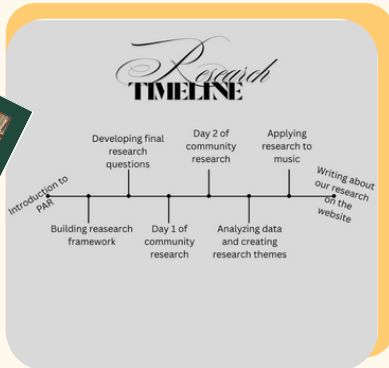 Research
TIMELINE
Introduction to
PAR
Building reasearch
framework
Developing final
research
questions
Day 1 of
community
research
Day 2 of
community
research
Analyzing data
and creating
research themes
Applying
research to
music
Writing about
our research
on the
website